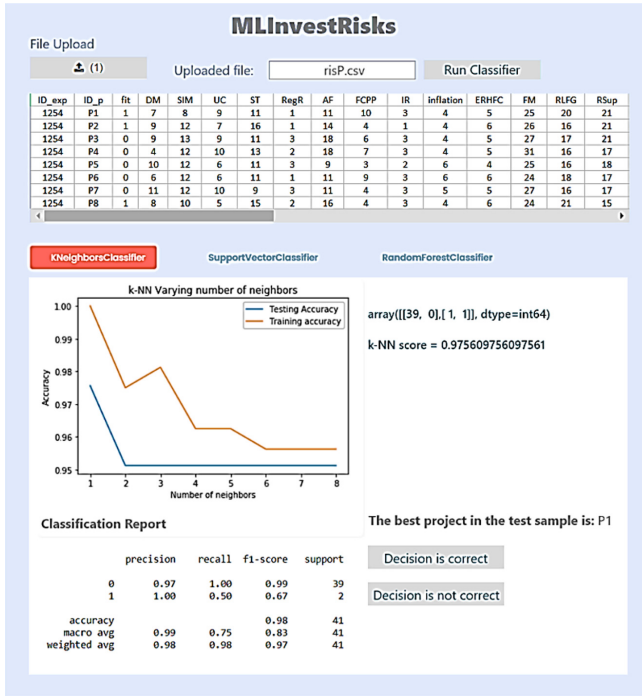 MLInvestRisks
File Upload
(1) Uploaded file: risP.csv Run Classifier
ID_exp ID_p fit DM SIM UC ST RegR AF FCPP IR inflation ERHFC FM RLFG RSup
1254 P1 1 7 8 9 11 1 11 10 3 4 5 25 20 21
1254 P2 1 9 12 7 16 1 14 4 1 4 6 26 16 21
1254 P3 0 9 13 9 11 3 18 6 3 4 5 27 17 21
1254 P4 0 4 12 10 13 2 18 7 3 4 5 31 16 17
1254 P5 0 10 12 6 11 3 9 3 2 6 4 25 16 18
1254 P6 0 6 12 6 11 1 11 9 3 6 6 24 18 17
1254 P7 0 11 12 10 9 3 11 4 3 5 5 27 16 17
1254 P8 1 8 10 5 15 2 16 4 3 4 6 24 21 15
KNeighborsClassifier SupportVectorClassifier RandomForestClassifier
k-NN Varying number of neighbors
Testing Accuracy
Training accuracy
1.00
0.99
0.98
0.97
0.96
0.95
Accuracy
1 2 3 4 5 6 7 8
Number of neighbors
array([[39, 0],[ 1, 1]], dtype=int64)
k-NN score = 0.975609756097561
Classification Report
precision recall f1-score support
0 0.97 1.00 0.99 39
1 1.00 0.50 0.67 2
accuracy 0.98 41
macro avg 0.99 0.75 0.83 41
weighted avg 0.98 0.98 0.97 41
The best project in the test sample is: P1
Decision is correct
Decision is not correct